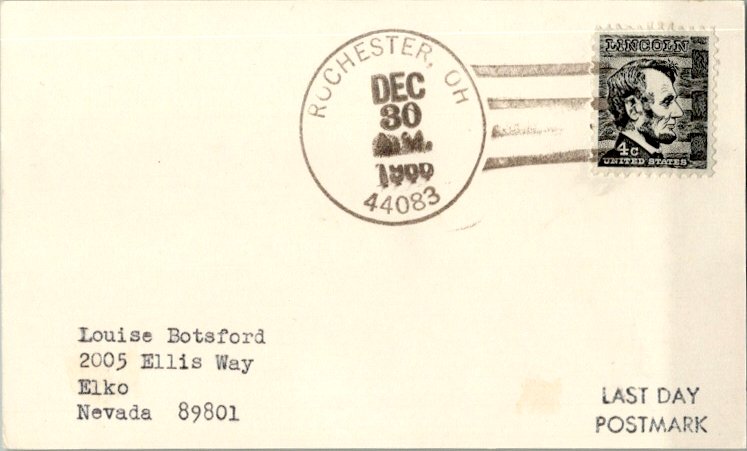 ROCHESTER, OH
DEC
30
M.
44083
LINCOLN
4c
UNITED STATES
Louise Botsford
2005 Ellis Way
Elko
Nevada 89801
LAST DAY
POSTMARK